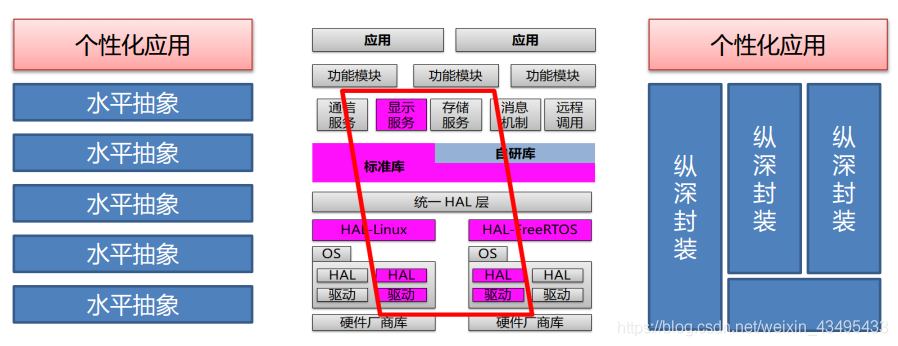 个性化应用
水平抽象
水平抽象
水平抽象
水平抽象
水平抽象
应用
应用
功能模块
功能模块
功能模块
通信
服务
显示
服务
存储
服务
消息
机制
远程
调用
自研库
标准库
统一 HAL 层
HAL-Linux
HAL-FreeRTOS
OS
OS
HAL
HAL
HAL
HAL
驱动
驱动
驱动
驱动
硬件厂商库
硬件厂商库
个性化应用
纵
深
封
装
纵
深
封
装
纵
深
封
装
https://blog.csdn.net/weixin_43495433